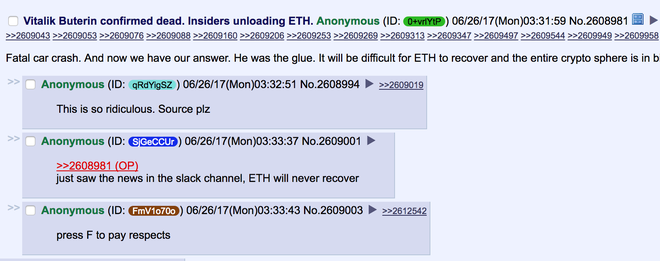 Vitalik Buterin confirmed dead. Insiders unloading ETH. Anonymous (ID: 0+vrIYtP) 06/26/17(Mon)03:31:59 No.2608981
>>2609043 >>2609053 >>2609076 >>2609088 >>2609160 >>2609206 >>2609253 >>2609269 >>2609313 >>2609347 >>2609497 >>2609544 >>2609949 >>2609958
Fatal car crash. And now we have our answer. He was the glue. It will be difficult for ETH to recover and the entire crypto sphere is in
>> Anonymous (ID: qRdYigSZ) 06/26/17(Mon)03:32:51 No.2608994 >>2609019
This is so ridiculous. Source plz
>> Anonymous (ID: SjGeCCUr) 06/26/17(Mon)03:33:37 No.2609001
>>2608981 (OP)
just saw the news in the slack channel, ETH will never recover
>> Anonymous (ID: FmV1o70o) 06/26/17(Mon)03:33:43 No.2609003 >>2612542
press F to pay respects